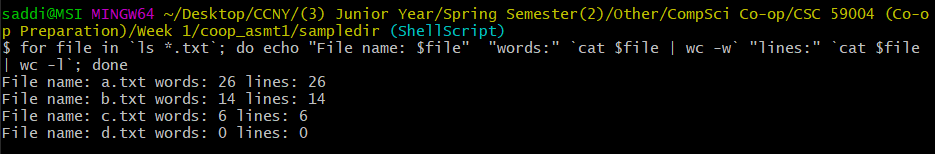 saddi@MSI MINGW64 ~/Desktop/CCNY/(3) Junior Year/Spring Semester(2)/Other/CompSci Co-op/CSC 59004 (Co-o
p Preparation)/Week 1/coop_asmt1/sampledir (ShellScript)
$ for file in `ls *.txt`; do echo "File name: $file"  "words:" `cat $file | wc -w` "lines:" `cat $file
| wc -l`; done
File name: a.txt words: 26 lines: 26
File name: b.txt words: 14 lines: 14
File name: c.txt words: 6 lines: 6
File name: d.txt words: 0 lines: 0